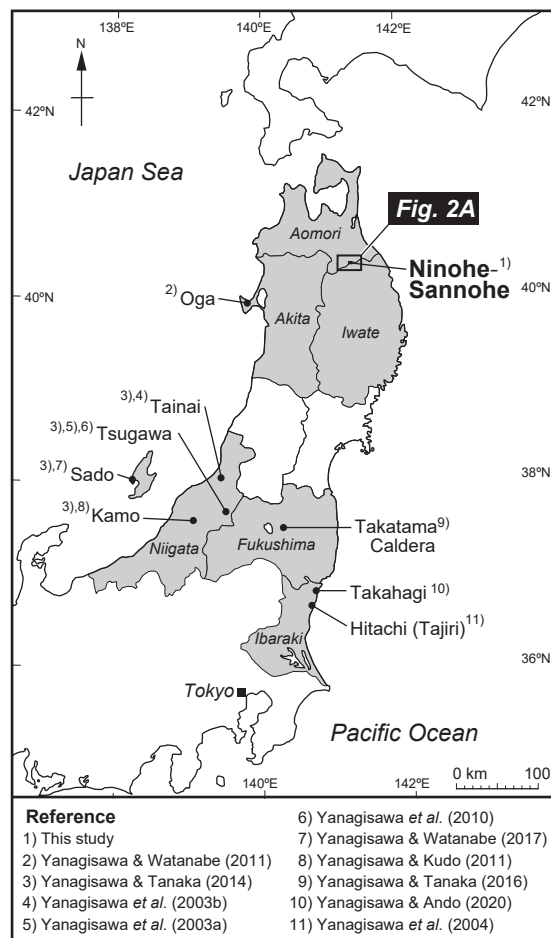 138ºE
140ºE
142ºE
N
42ºN
42ºN
Japan Sea
Fig. 2A
Aomori
Ninohe-1)
Sannohe
40ºN
40ºN
2) Oga
Akita
Iwate
3),4) Tainai
3),5),6) Tsugawa
3),7) Sado
38ºN
3),8) Kamo
Takatama9)
Caldera
Niigata
Fukushima
Takahagi 10)
Hitachi (Tajiri)11)
Ibaraki
36ºN
Tokyo
Pacific Ocean
0 km 100
140ºE
142ºE
Reference
1) This study
2) Yanagisawa & Watanabe (2011)
3) Yanagisawa & Tanaka (2014)
4) Yanagisawa et al. (2003b)
5) Yanagisawa et al. (2003a)
6) Yanagisawa et al. (2010)
7) Yanagisawa & Watanabe (2017)
8) Yanagisawa & Kudo (2011)
9) Yanagisawa & Tanaka (2016)
10) Yanagisawa & Ando (2020)
11) Yanagisawa et al. (2004)